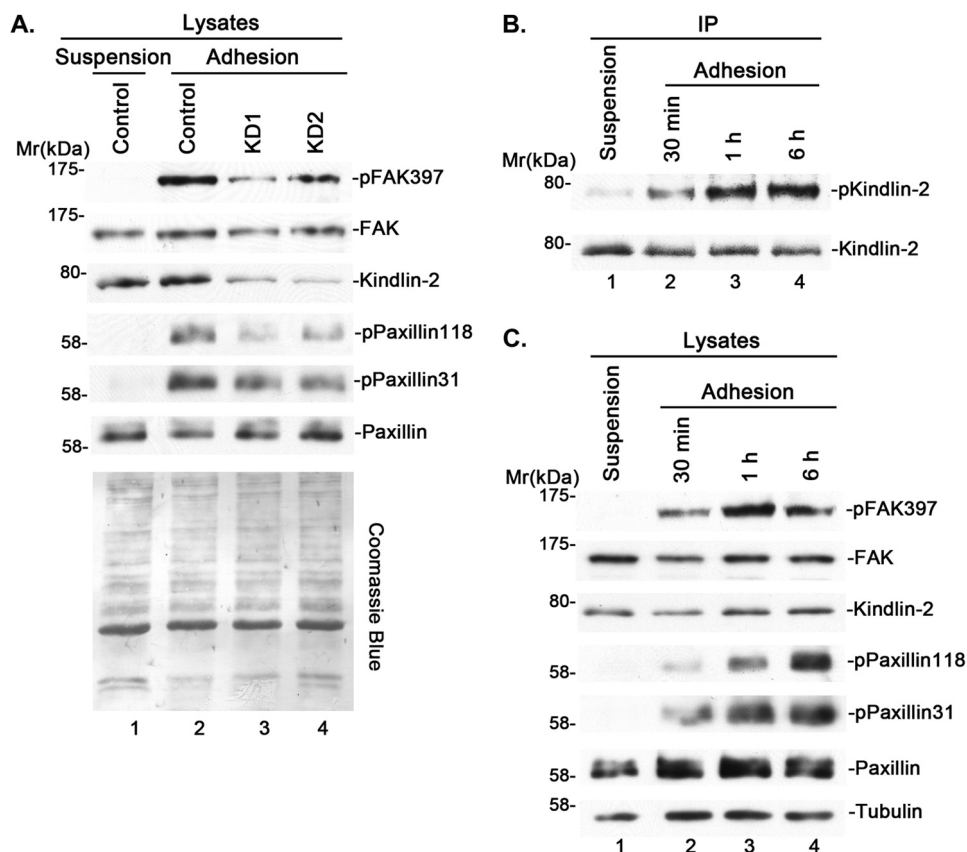 A.
Lysates
Suspension Adhesion
Control Control KD1 KD2
Mr(kDa)
175- -pFAK397
175- -FAK
80- -Kindlin-2
58- -pPaxillin118
58- -pPaxillin31
58- -Paxillin
Coomassie Blue
1 2 3 4
B.
IP
Adhesion
Suspension 30 min 1 h 6 h
Mr(kDa)
80- -pKindlin-2
80- -Kindlin-2
1 2 3 4
C.
Lysates
Adhesion
Suspension 30 min 1 h 6 h
Mr(kDa)
175- -pFAK397
175- -FAK
80- -Kindlin-2
58- -pPaxillin118
58- -pPaxillin31
58- -Paxillin
58- -Tubulin
1 2 3 4